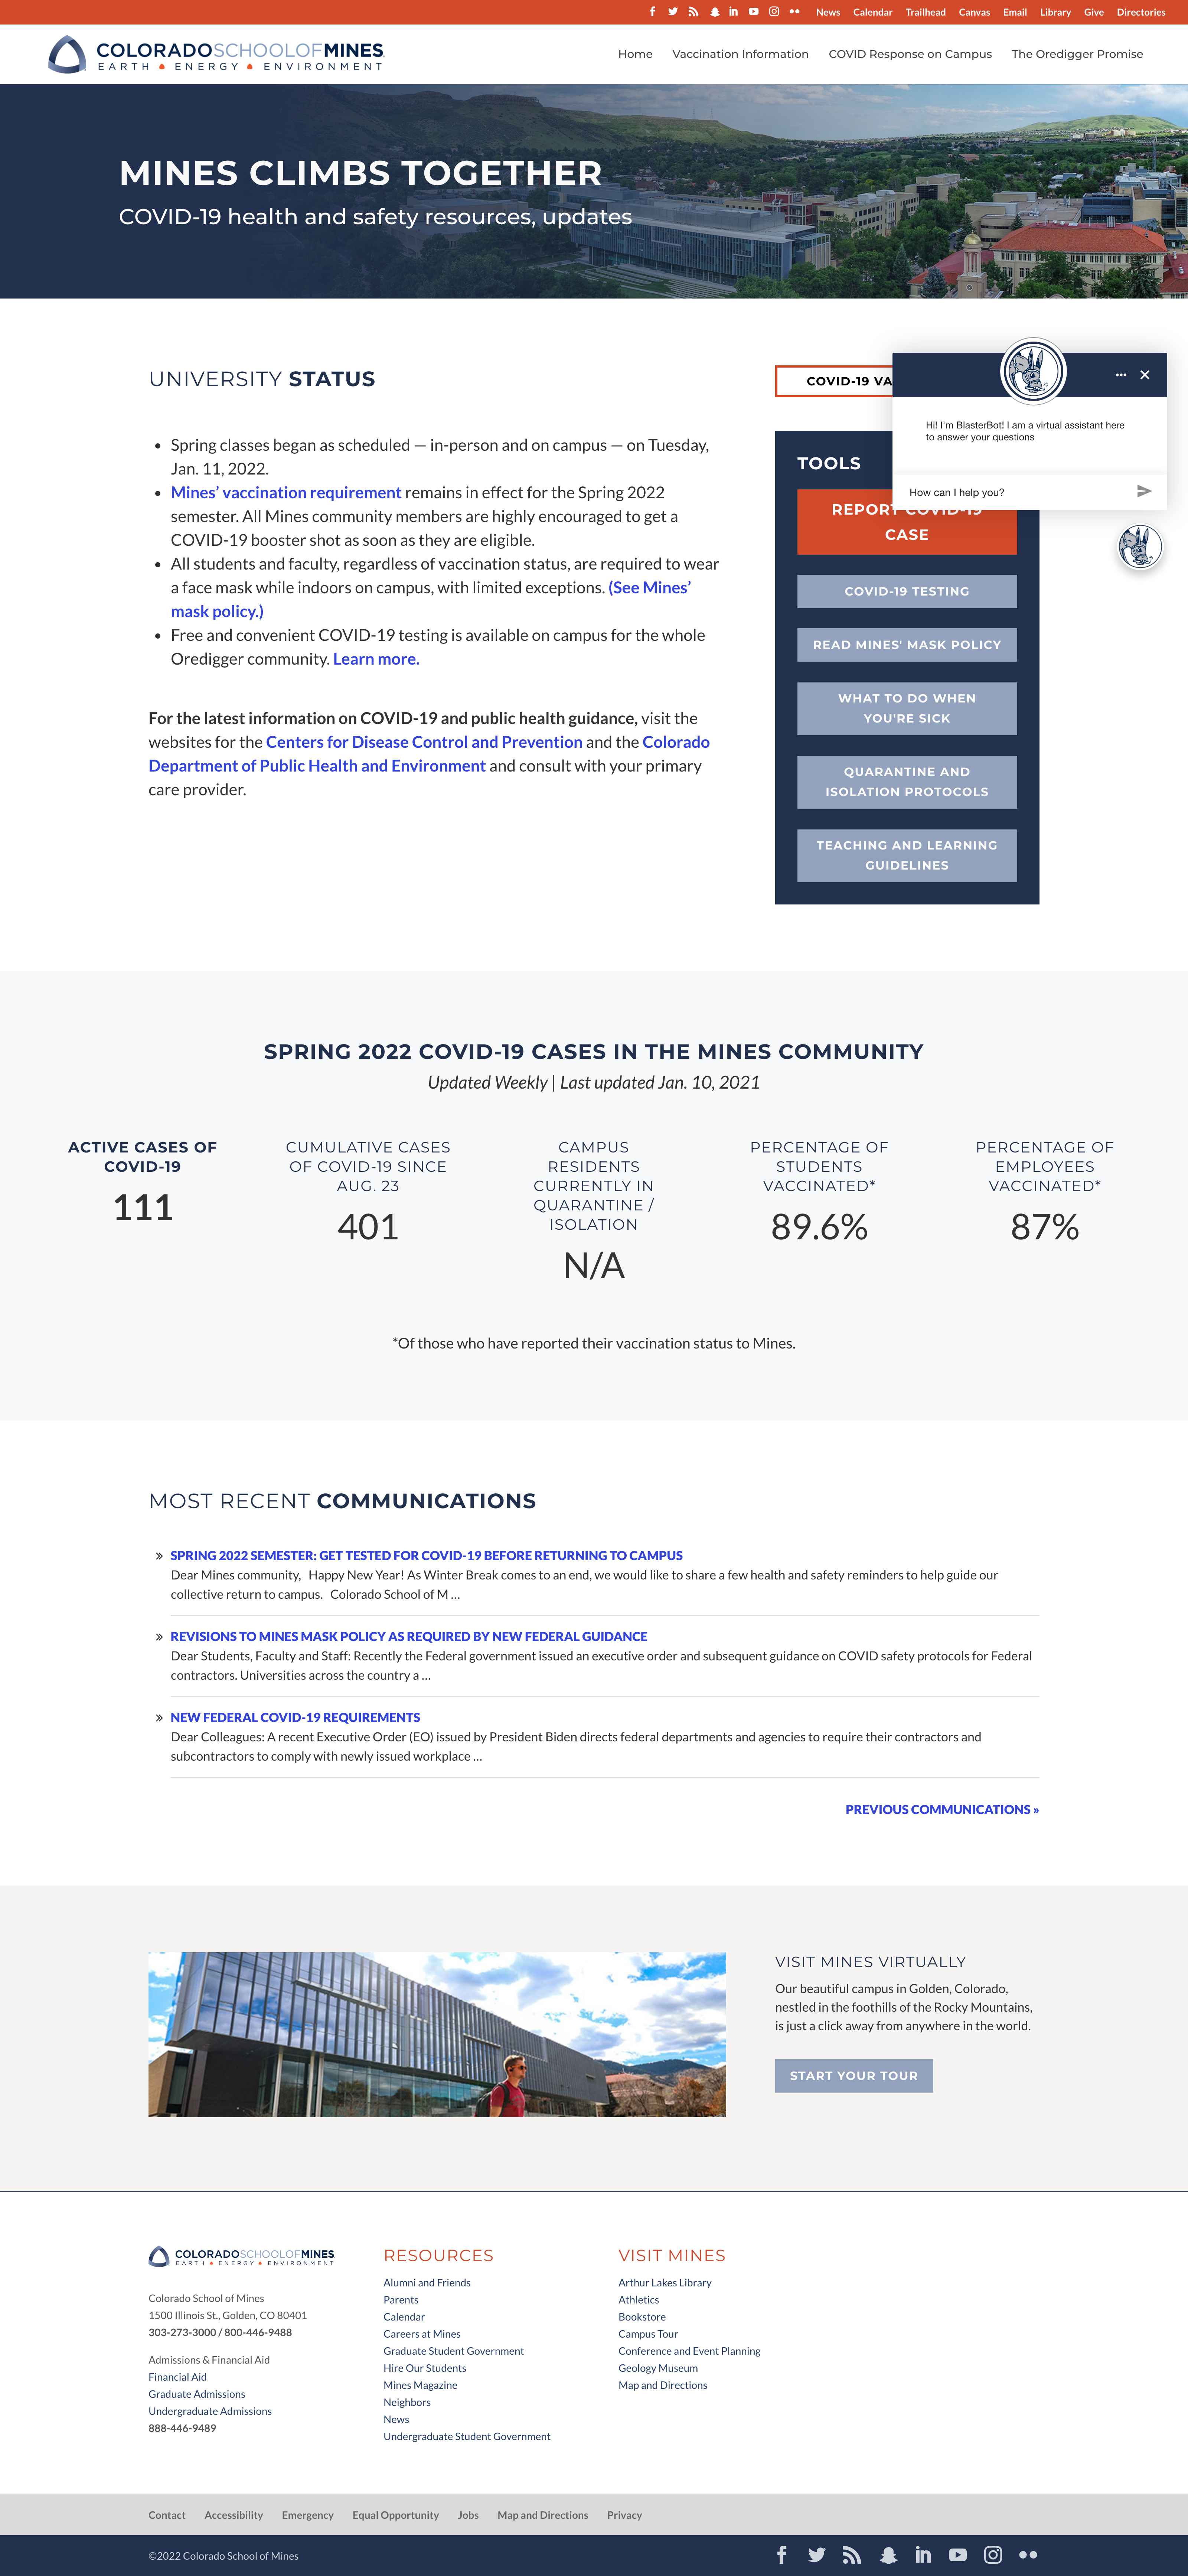 News Calendar Trailhead Canvas Email Library Give Directories
COLORADOSCHOOLOFMINES
EARTH ENERGY ENVIRONMENT
Home Vaccination Information COVID Response on Campus The Oredigger Promise
MINES CLIMBS TOGETHER
COVID-19 health and safety resources, updates
UNIVERSITY STATUS
• Spring classes began as scheduled — in-person and on campus — on Tuesday,
Jan. 11, 2022.
• Mines’ vaccination requirement remains in effect for the Spring 2022
semester. All Mines community members are highly encouraged to get a
COVID-19 booster shot as soon as they are eligible.
• All students and faculty, regardless of vaccination status, are required to wear
a face mask while indoors on campus, with limited exceptions. (See Mines’
mask policy.)
• Free and convenient COVID-19 testing is available on campus for the whole
Oredigger community. Learn more.
For the latest information on COVID-19 and public health guidance, visit the
websites for the Centers for Disease Control and Prevention and the Colorado
Department of Public Health and Environment and consult with your primary
care provider.
COVID-19 VA
Hi! I'm BlasterBot! I am a virtual assistant here
to answer your questions
How can I help you?
TOOLS
REPORT COVID-19
CASE
COVID-19 TESTING
READ MINES' MASK POLICY
WHAT TO DO WHEN
YOU'RE SICK
QUARANTINE AND
ISOLATION PROTOCOLS
TEACHING AND LEARNING
GUIDELINES
SPRING 2022 COVID-19 CASES IN THE MINES COMMUNITY
Updated Weekly | Last updated Jan. 10, 2021
ACTIVE CASES OF
COVID-19
111
CUMULATIVE CASES
OF COVID-19 SINCE
AUG. 23
401
CAMPUS
RESIDENTS
CURRENTLY IN
QUARANTINE /
ISOLATION
N/A
PERCENTAGE OF
STUDENTS
VACCINATED*
89.6%
PERCENTAGE OF
EMPLOYEES
VACCINATED*
87%
*Of those who have reported their vaccination status to Mines.
MOST RECENT COMMUNICATIONS
» SPRING 2022 SEMESTER: GET TESTED FOR COVID-19 BEFORE RETURNING TO CAMPUS
Dear Mines community, Happy New Year! As Winter Break comes to an end, we would like to share a few health and safety reminders to help guide our
collective return to campus. Colorado School of M ...
» REVISIONS TO MINES MASK POLICY AS REQUIRED BY NEW FEDERAL GUIDANCE
Dear Students, Faculty and Staff: Recently the Federal government issued an executive order and subsequent guidance on COVID safety protocols for Federal
contractors. Universities across the country a ...
» NEW FEDERAL COVID-19 REQUIREMENTS
Dear Colleagues: A recent Executive Order (EO) issued by President Biden directs federal departments and agencies to require their contractors and
subcontractors to comply with newly issued workplace ...
PREVIOUS COMMUNICATIONS »
VISIT MINES VIRTUALLY
Our beautiful campus in Golden, Colorado,
nestled in the foothills of the Rocky Mountains,
is just a click away from anywhere in the world.
START YOUR TOUR
COLORADOSCHOOLOFMINES
EARTH ENERGY ENVIRONMENT
Colorado School of Mines
1500 Illinois St., Golden, CO 80401
303-273-3000 / 800-446-9488
Admissions & Financial Aid
Financial Aid
Graduate Admissions
Undergraduate Admissions
888-446-9489
RESOURCES
Alumni and Friends
Parents
Calendar
Careers at Mines
Graduate Student Government
Hire Our Students
Mines Magazine
Neighbors
News
Undergraduate Student Government
VISIT MINES
Arthur Lakes Library
Athletics
Bookstore
Campus Tour
Conference and Event Planning
Geology Museum
Map and Directions
Contact Accessibility Emergency Equal Opportunity Jobs Map and Directions Privacy
©2022 Colorado School of Mines